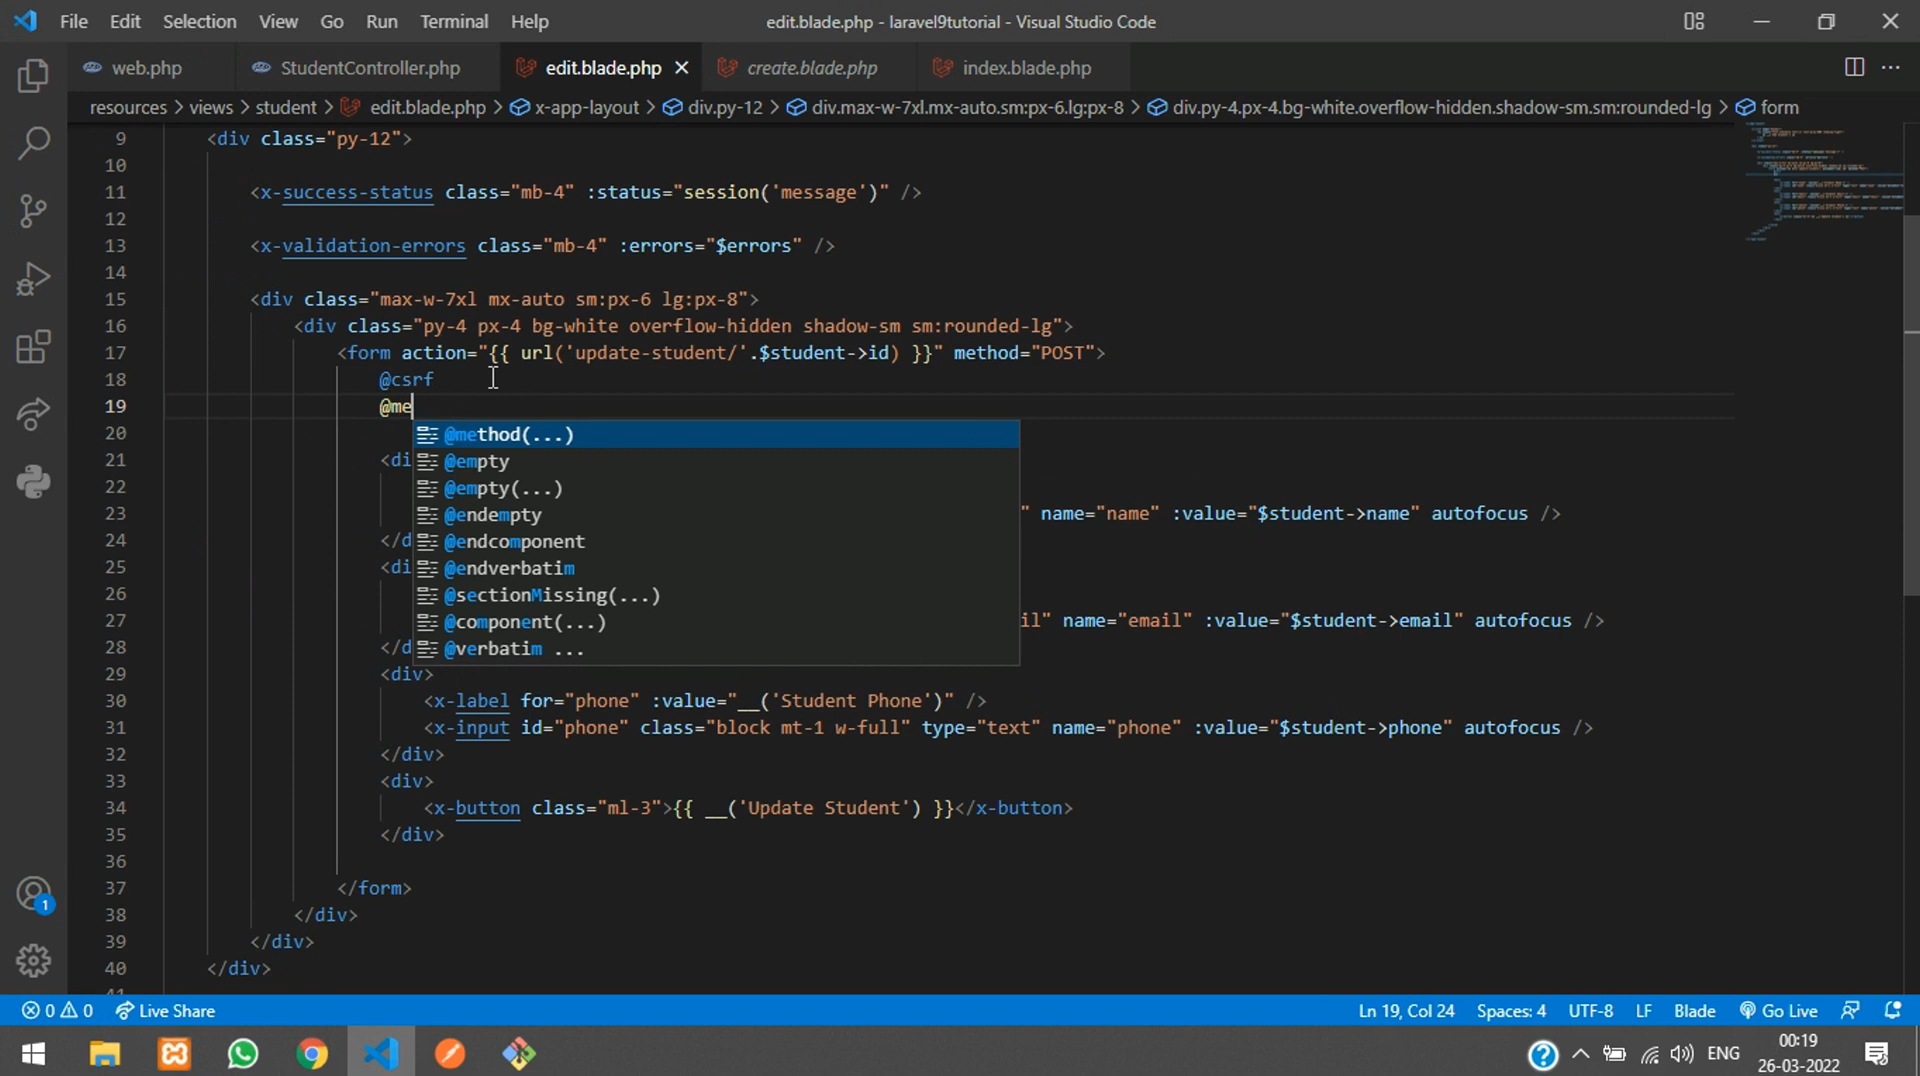 File Edit Selection View Go Run Terminal Help edit.blade.php - laravel9tutorial - Visual Studio Code
web.php StudentController.php edit.blade.php create.blade.php index.blade.php
resources > views > student > edit.blade.php > x-app-layout > div.py-12 > div.max-w-7xl.mx-auto.sm:px-6.lg:px-8 > div.py-4.px-4.bg-white.overflow-hidden.shadow-sm.sm:rounded-lg > form
9 <div class="py-12">
10
11 <x-success-status class="mb-4" :status="session('message')" />
12
13 <x-validation-errors class="mb-4" :errors="$errors" />
14
15 <div class="max-w-7xl mx-auto sm:px-6 lg:px-8">
16 <div class="py-4 px-4 bg-white overflow-hidden shadow-sm sm:rounded-lg">
17 <form action="{{ url('update-student/'.$student->id) }}" method="POST">
18 @csrf
19 @me
20 @method(...)
21 <di @empty
22 @empty(...)
23 @endempty " name="name" :value="$student->name" autofocus />
24 </d @endcomponent
25 <di @endverbatim
26 @sectionMissing(...)
27 @component(...) il" name="email" :value="$student->email" autofocus />
28 </d @verbatim ...
29 <div>
30 <x-label for="phone" :value="__('Student Phone')" />
31 <x-input id="phone" class="block mt-1 w-full" type="text" name="phone" :value="$student->phone" autofocus />
32 </div>
33 <div>
34 <x-button class="ml-3">{{ __('Update Student') }}</x-button>
35 </div>
36
37 </form>
38 </div>
39 </div>
40 </div>
1
0 0 Live Share Ln 19, Col 24 Spaces: 4 UTF-8 LF Blade Go Live
ENG 00:19
26-03-2022